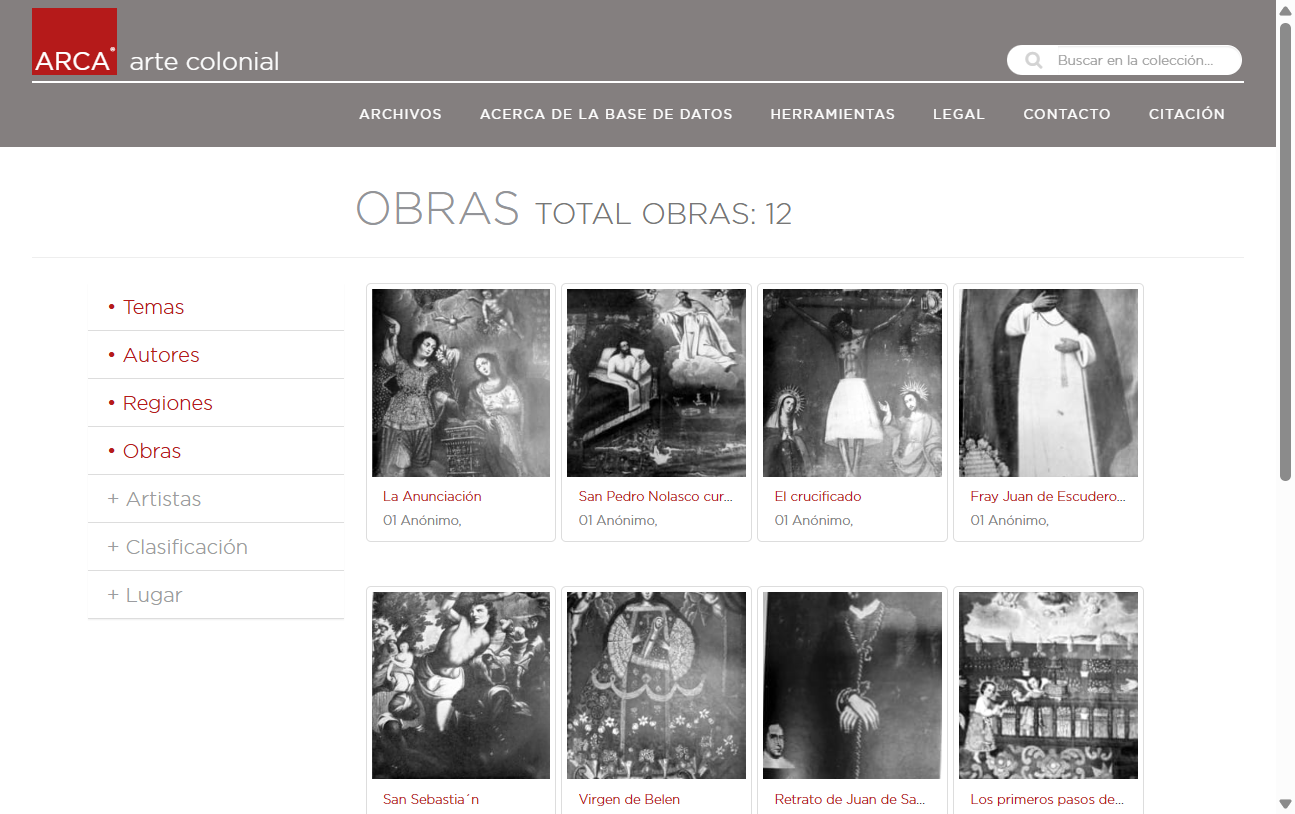 ARCA
arte colonial
Buscar en la colección...
ARCHIVOS ACERCA DE LA BASE DE DATOS HERRAMIENTAS LEGAL CONTACTO CITACIÓN
OBRAS TOTAL OBRAS: 12
• Temas
• Autores
• Regiones
• Obras
+ Artistas
+ Clasificación
+ Lugar
La Anunciación
01 Anónimo,
San Pedro Nolasco cur...
01 Anónimo,
El crucificado
01 Anónimo,
Fray Juan de Escudero...
01 Anónimo,
San Sebastia´n
Virgen de Belen
Retrato de Juan de Sa...
Los primeros pasos de...